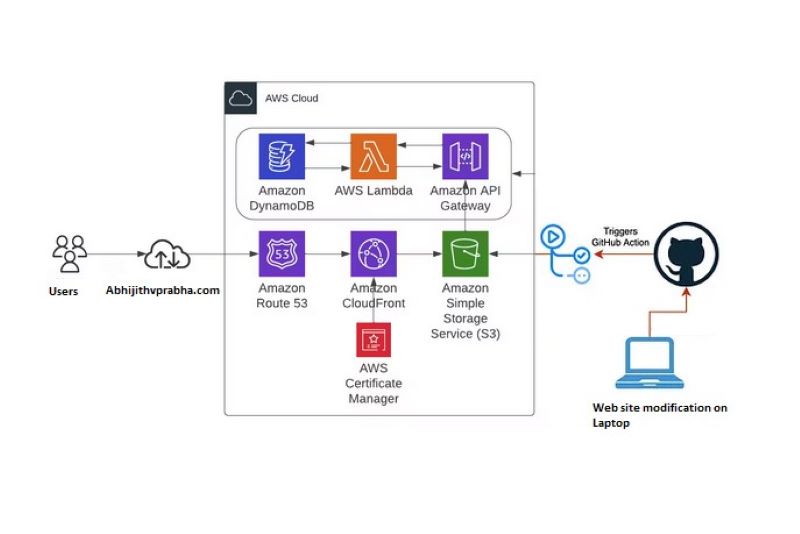 AWS Cloud
Amazon
DynamoDB
AWS Lambda
Amazon API
Gateway
Users
Abhijithvprabha.com
53
Amazon
Route 53
Amazon
CloudFront
Amazon
Simple
Storage
Service (S3)
AWS
Certificate
Manager
Triggers
GitHub Action
Web site modification on
Laptop